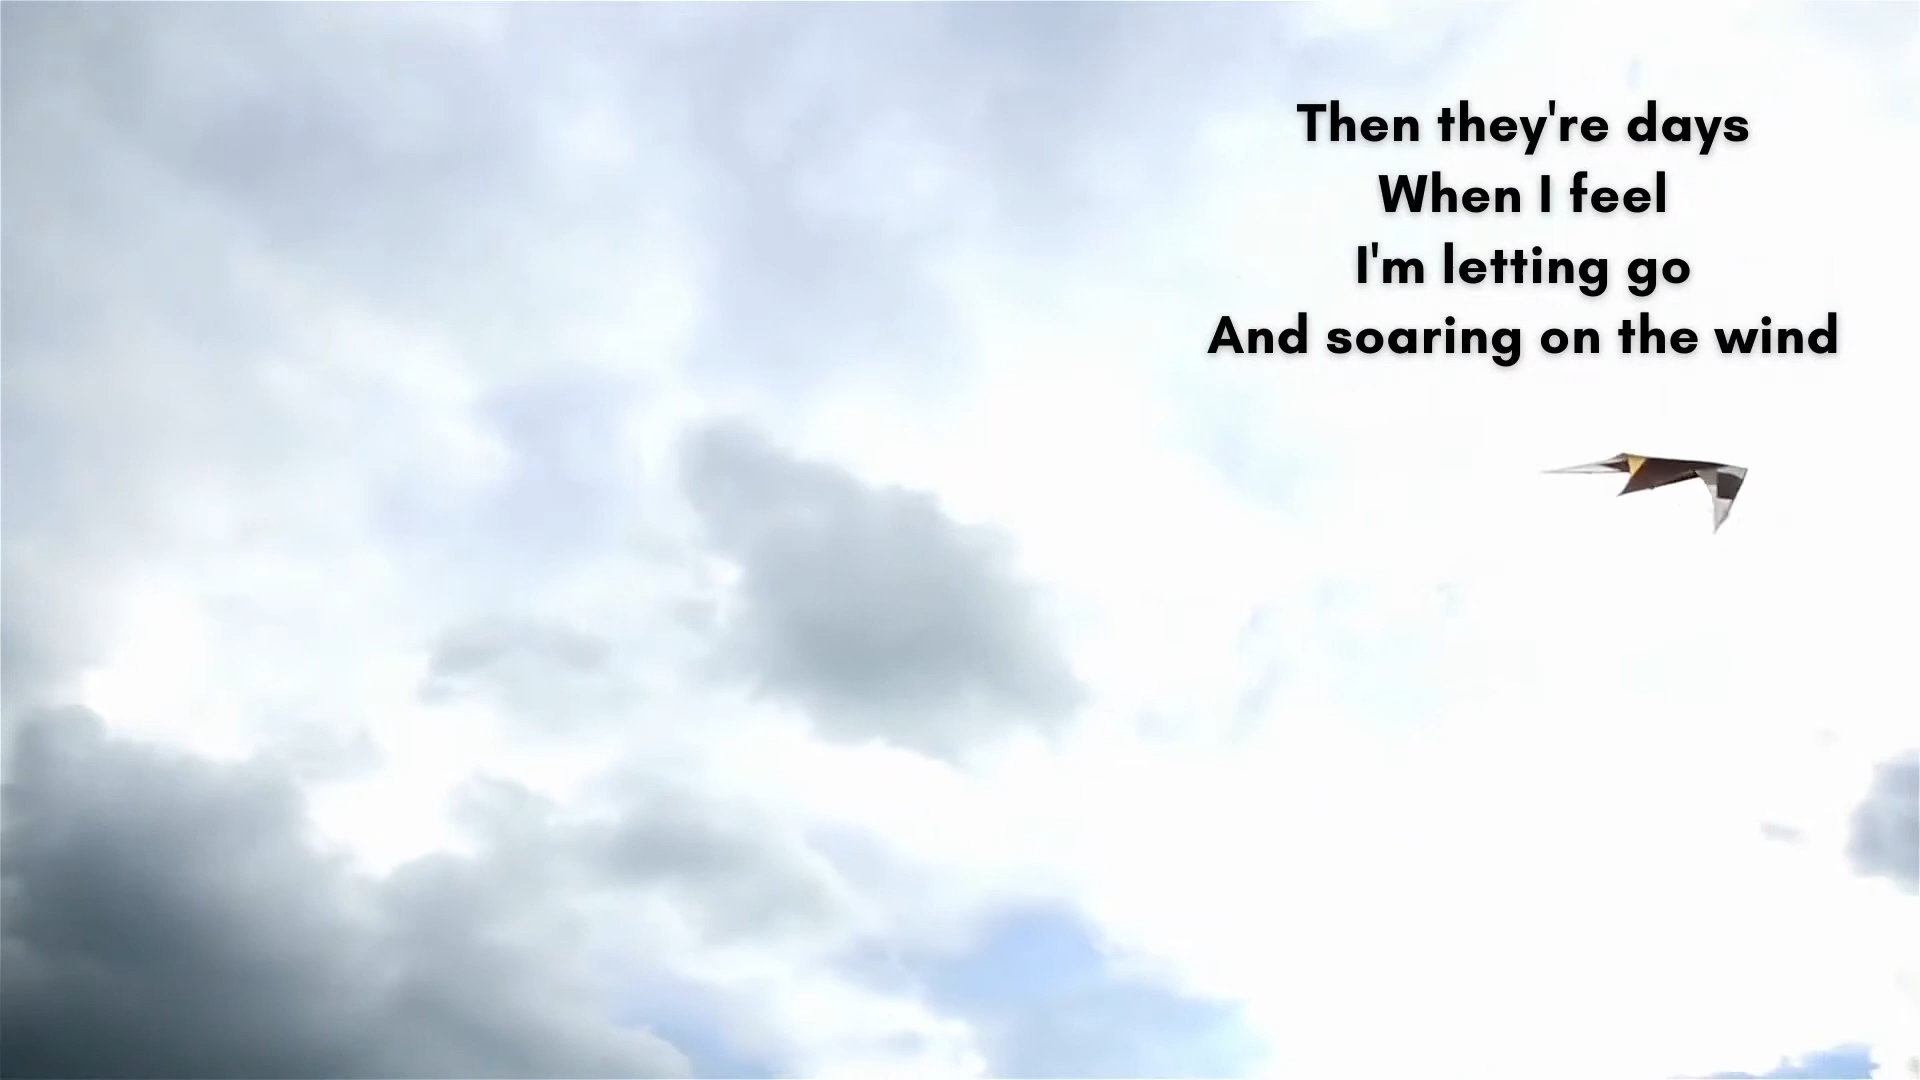 Then they're days
When I feel
I'm letting go
And soaring on the wind